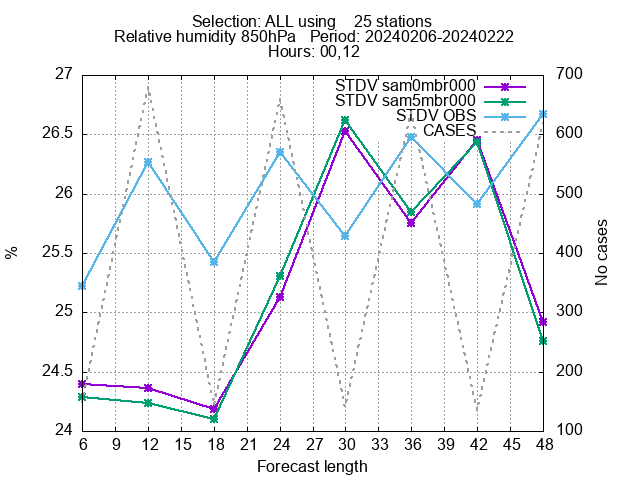 Selection: ALL using    25 stations
Relative humidity 850hPa   Period: 20240206-20240222
Hours: 00,12
STDV sam0mbr000
STDV sam5mbr000
STDV OBS
CASES
27
26.5
26
25.5
25
24.5
24
%
700
600
500
400
300
200
100
No cases
6 9 12 15 18 21 24 27 30 33 36 39 42 45 48
Forecast length